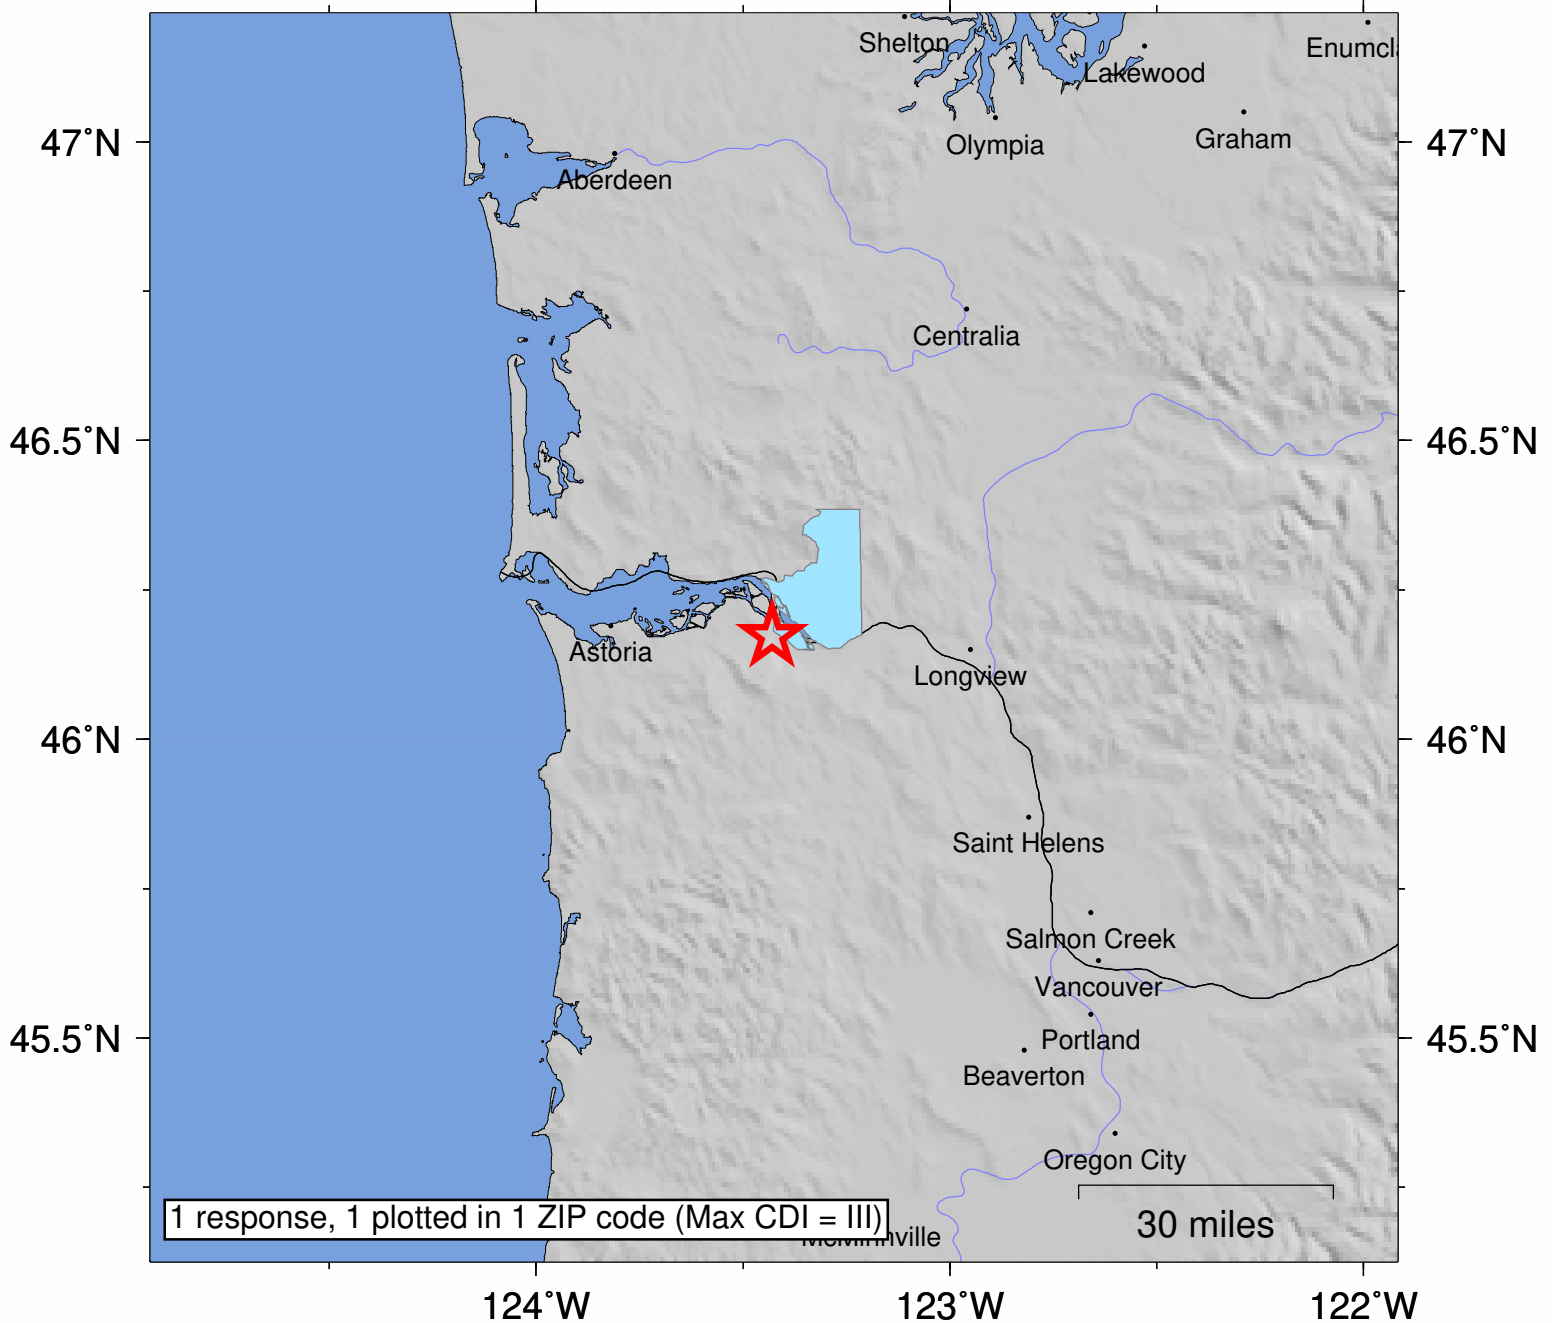 Shelton
Enumcl
Lakewood
47°N
Olympia
Graham
47°N
Aberdeen
Centralia
46.5°N
46.5°N
Astoria
Longview
46°N
46°N
Saint Helens
Salmon Creek
Vancouver
45.5°N
Portland
45.5°N
Beaverton
Oregon City
1 response, 1 plotted in 1 ZIP code (Max CDI = III)
30 miles
McMinnville
124°W
123°W
122°W